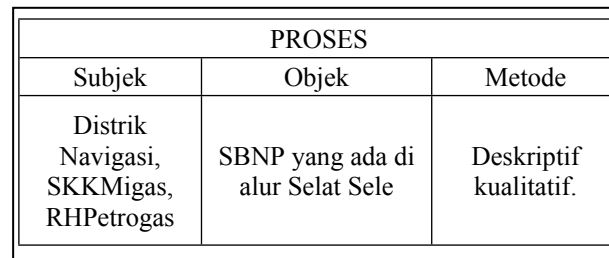 PROSES
Subjek Objek Metode
Distrik
Navigasi,
SKKMigas,
RHPetrogas
SBNP yang ada di
alur Selat Sele
Deskriptif
kualitatif.